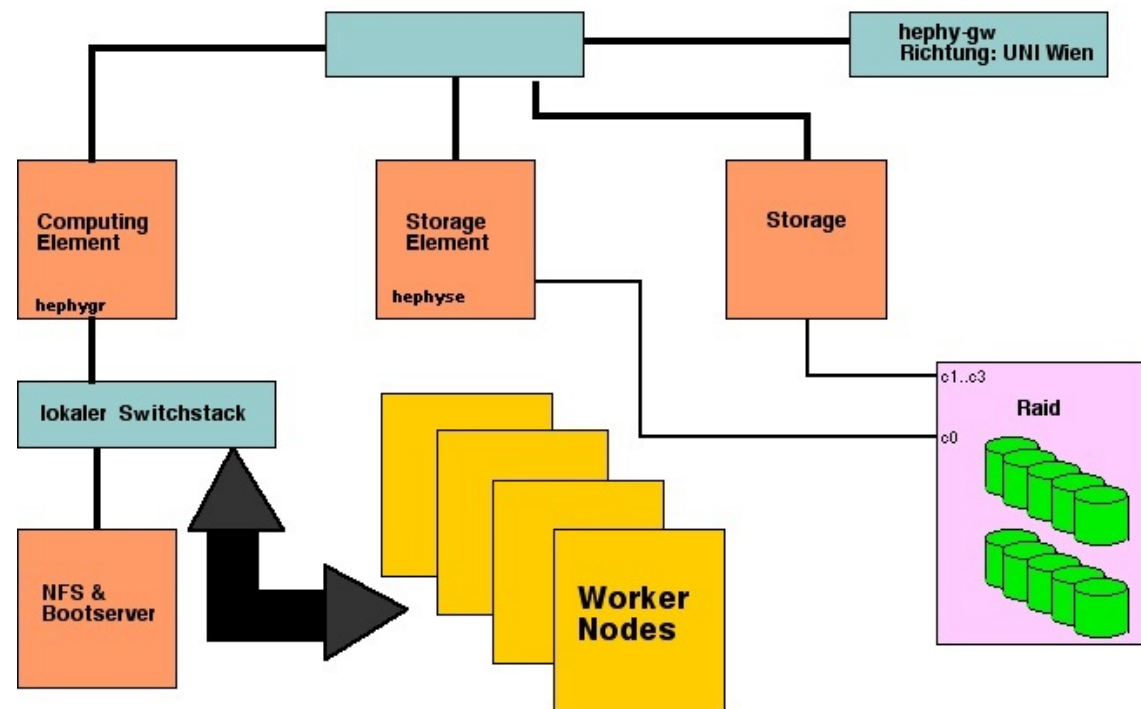 hephy-gw
Richtung: UNI Wien
Computing
Element
hephygr
Storage
Element
hephyse
Storage
lokaler Switchstack
c1..c3
Raid
c0
NFS &
Bootserver
Worker
Nodes